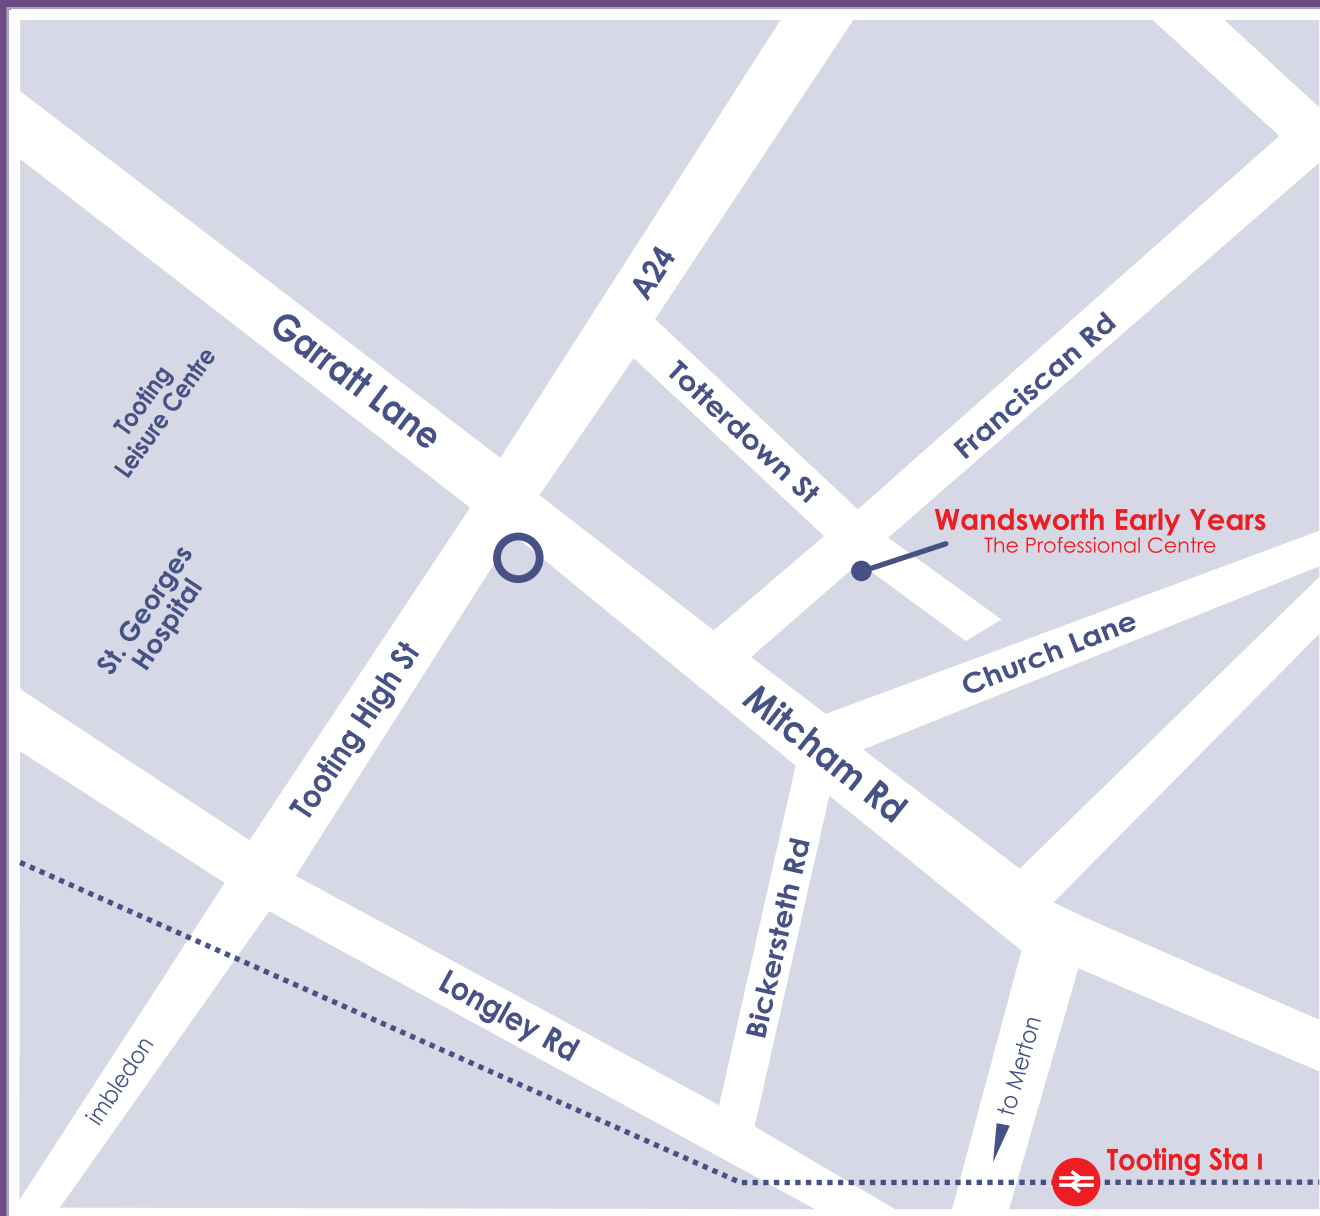 A24
Garratt Lane
Tooting
Leisure Centre
Totterdown St
Franciscan Rd
Wandsworth Early Years
The Professional Centre
St. Georges
Hospital
Church Lane
Tooting High St
Mitcham Rd
Bickersteth Rd
Longley Rd
imbledon
to Merton
Tooting Sta